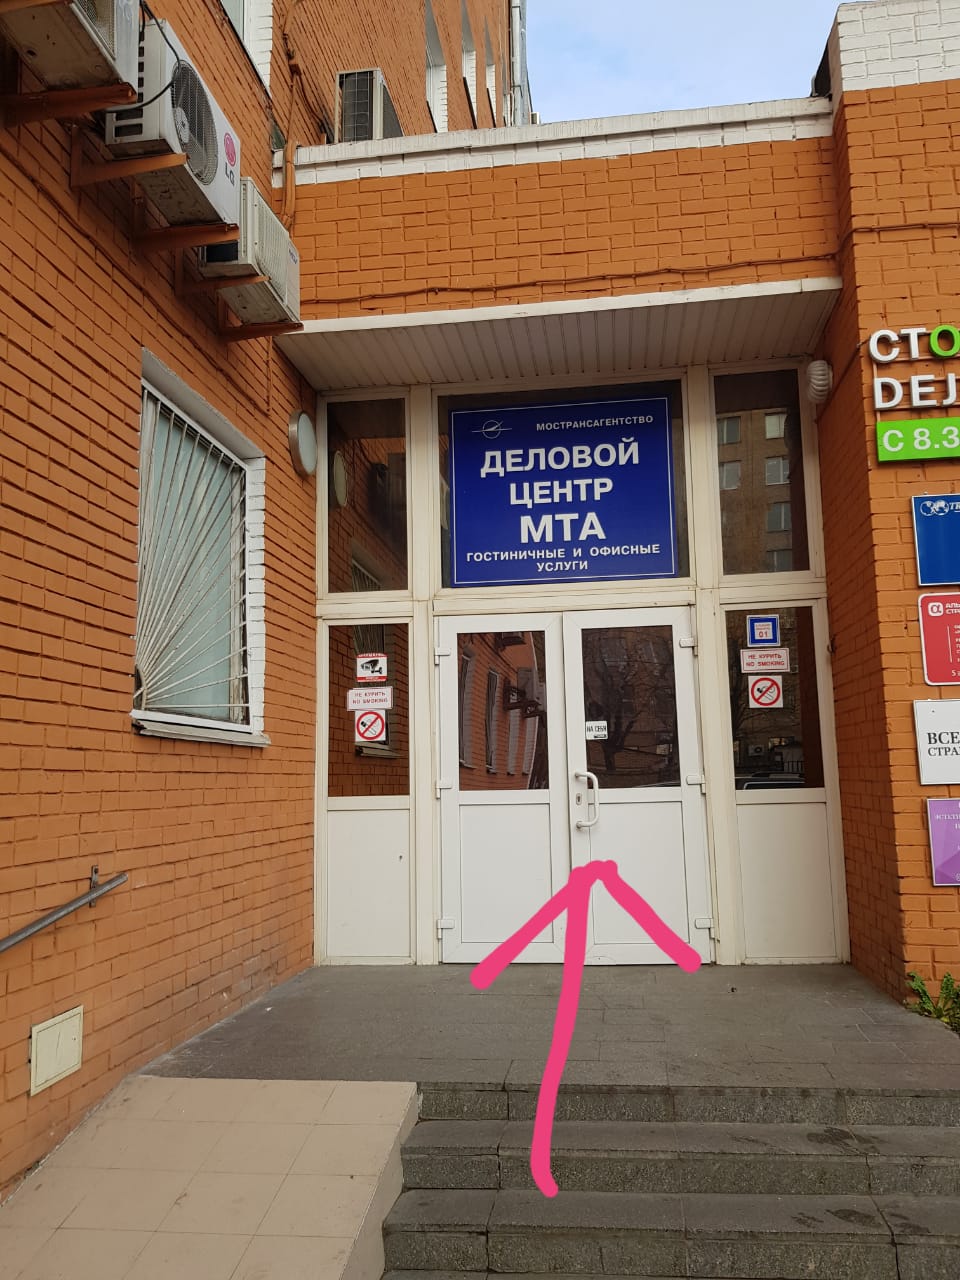 LG
МОСТРАНСАГЕНТСТВО
ДЕЛОВОЙ
ЦЕНТР
МТА
ГОСТИНИЧНЫЕ И ОФИСНЫЕ
УСЛУГИ
НЕ КУРИТЬ
NO SMOKING
01
НЕ КУРИТЬ
NO SMOKING
НА СЕБЯ
СТО
DEJ
С 8.3
ВСЕ
СТРА